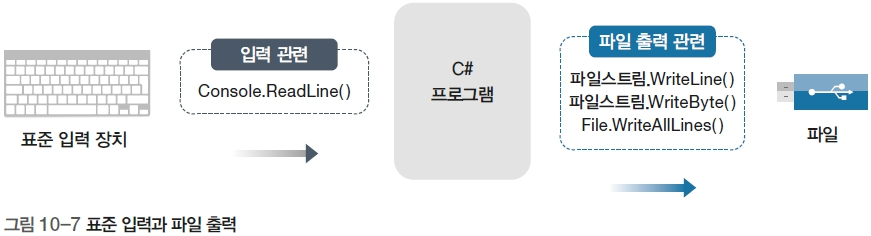 입력 관련
Console.ReadLine()
표준 입력 장치
C#
프로그램
파일 출력 관련
파일스트림.WriteLine()
파일스트림.WriteByte()
File.WriteAllLines()
파일
그림 10-7 표준 입력과 파일 출력